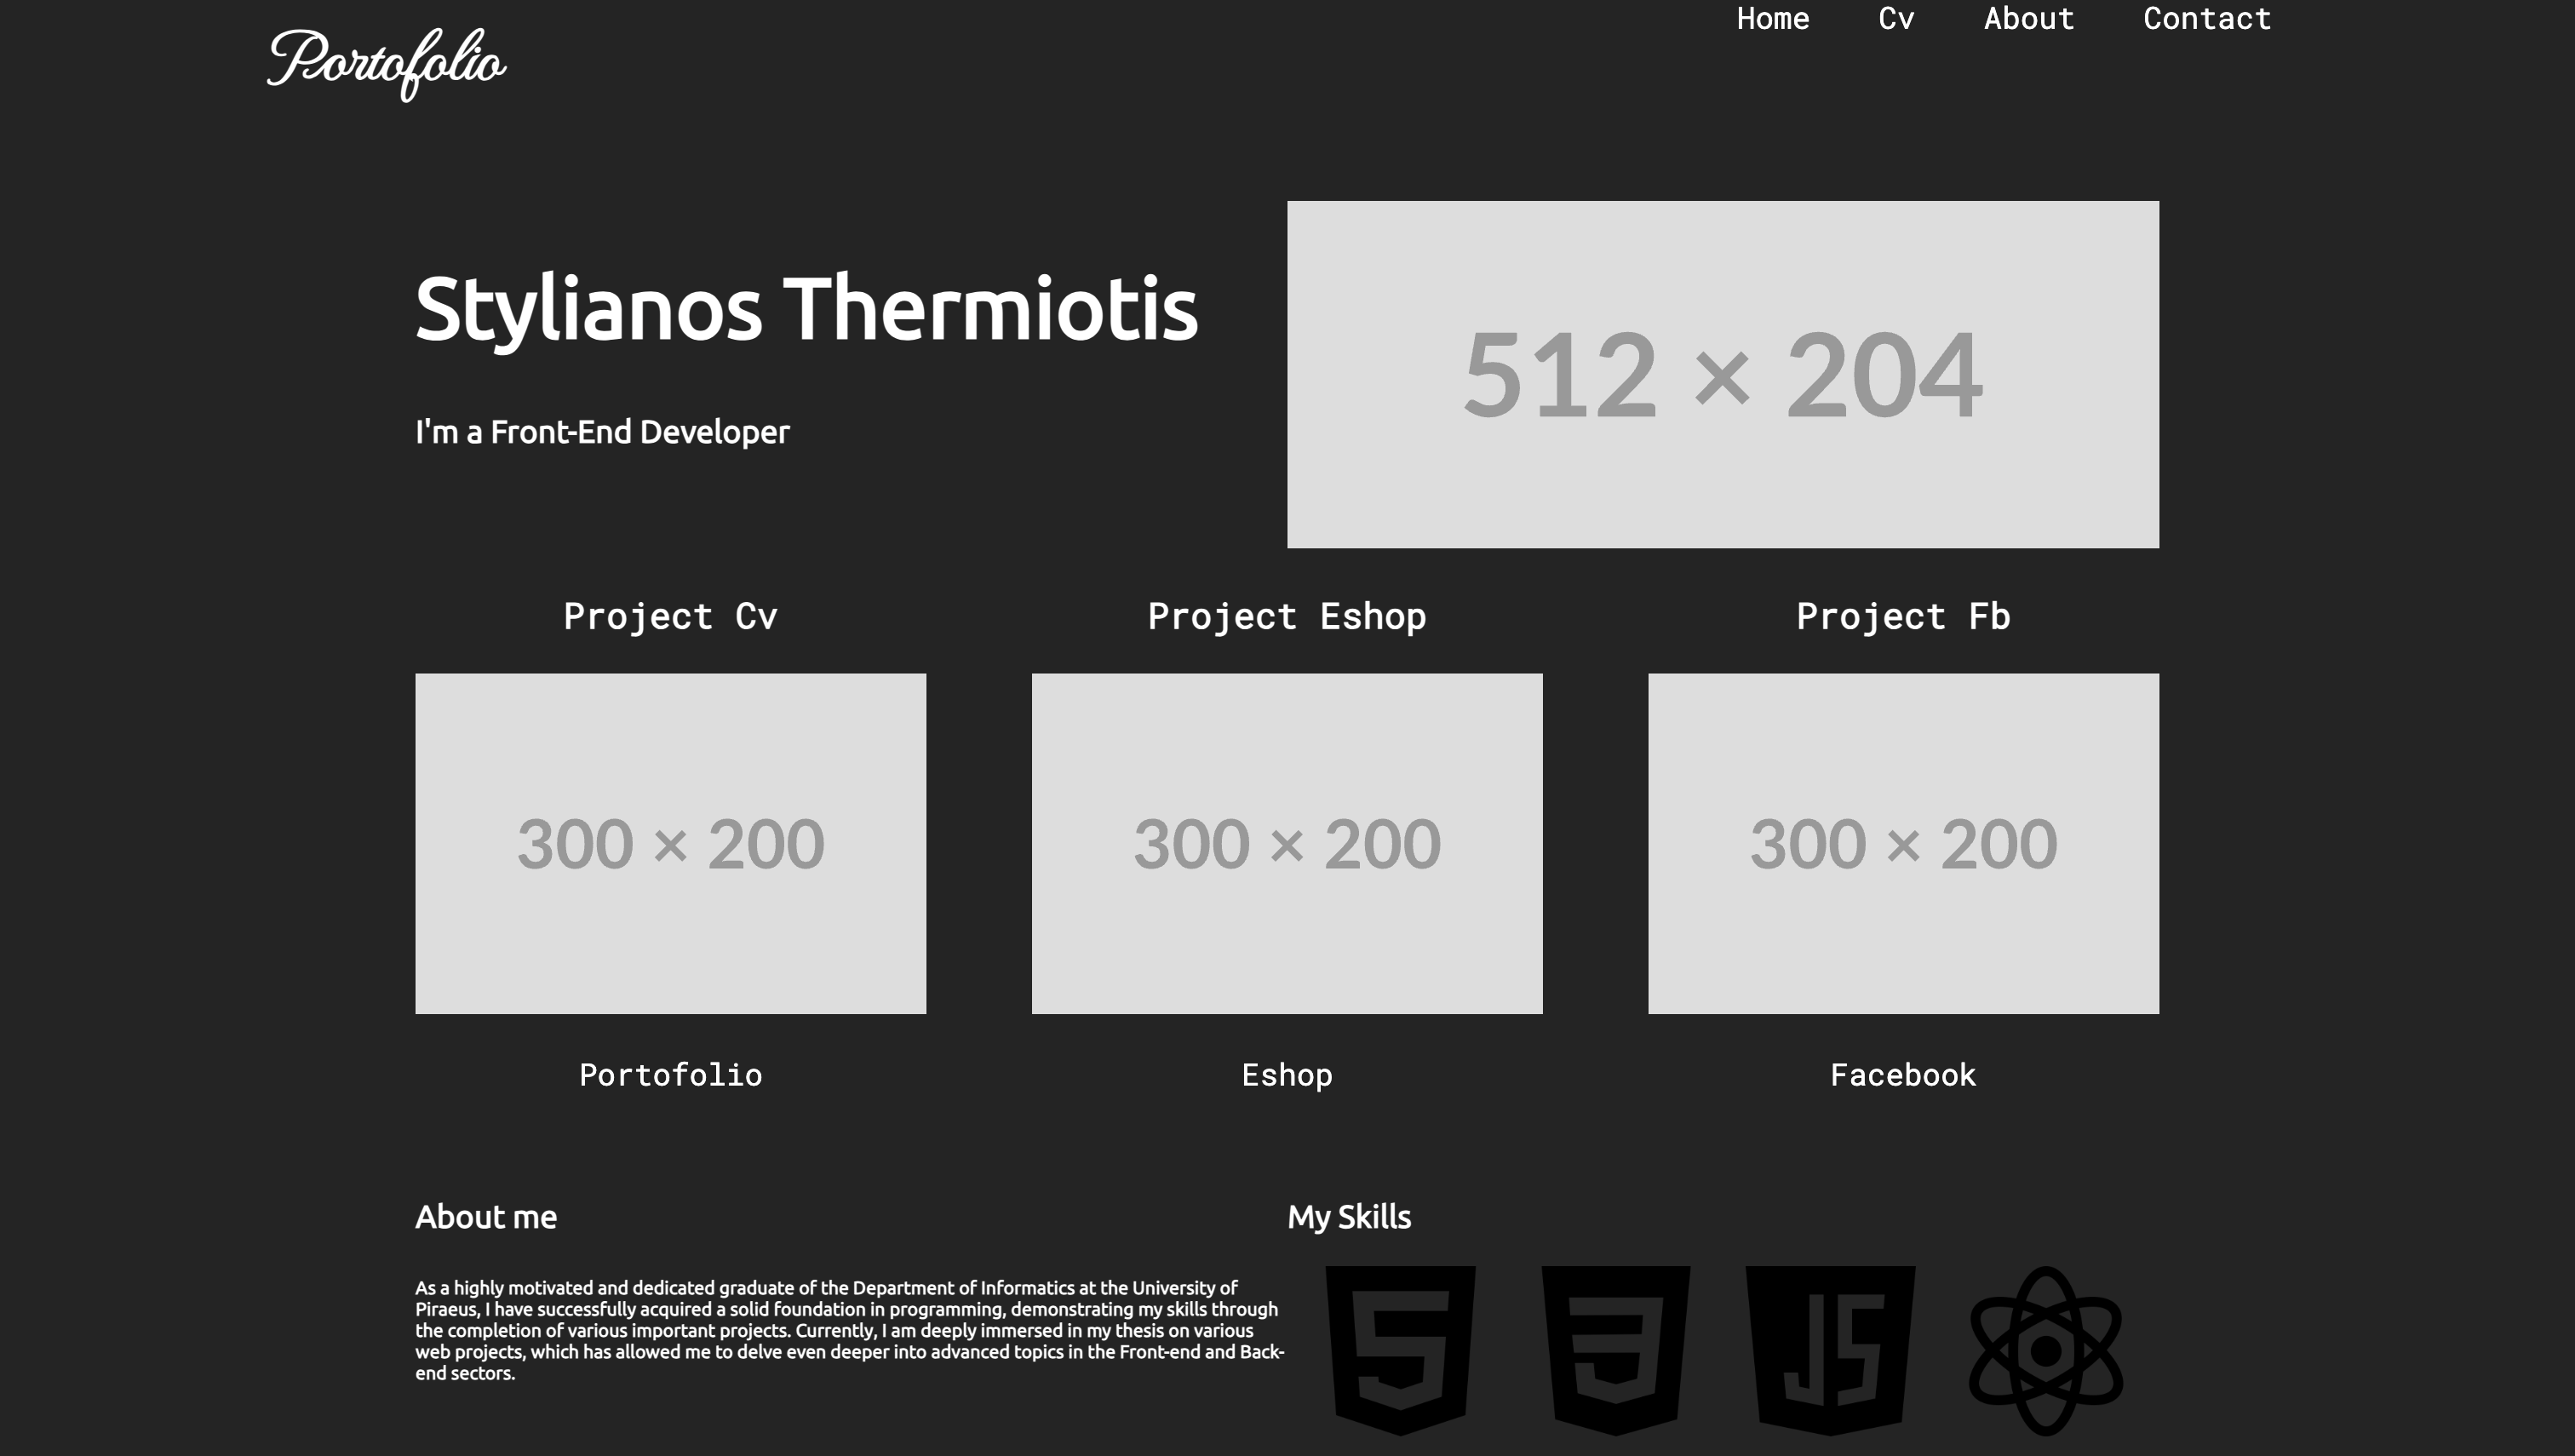 Portofolio
Home Cv About Contact
Stylianos Thermiotis
I'm a Front-End Developer
512 × 204
Project Cv
Project Eshop
Project Fb
300 × 200
300 × 200
300 × 200
Portofolio
Eshop
Facebook
About me
As a highly motivated and dedicated graduate of the Department of Informatics at the University of
Piraeus, I have successfully acquired a solid foundation in programming, demonstrating my skills through
the completion of various important projects. Currently, I am deeply immersed in my thesis on various
web projects, which has allowed me to delve even deeper into advanced topics in the Front-end and Back-
end sectors.
My Skills
5
3
JS